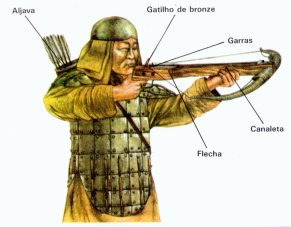 Aljava
Gatilho de bronze
Garras
Canaleta
Flecha